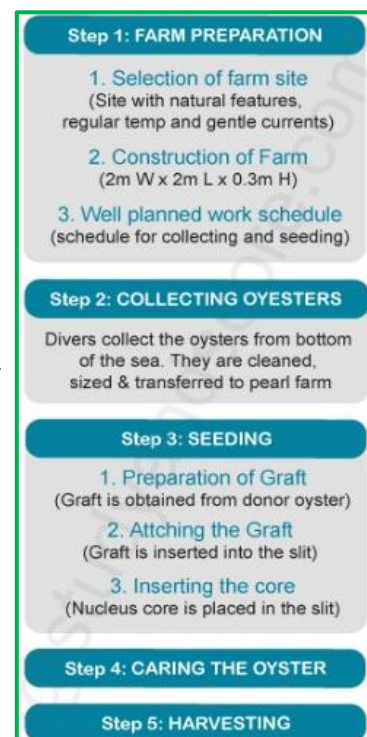 Step 1: FARM PREPARATION
1. Selection of farm site
(Site with natural features,
regular temp and gentle currents)
2. Construction of Farm
(2m W x 2m L x 0.3m H)
3. Well planned work schedule
(schedule for collecting and seeding)
Step 2: COLLECTING OYESTERS
Divers collect the oysters from bottom
of the sea. They are cleaned,
sized & transferred to pearl farm
Step 3: SEEDING
1. Preparation of Graft
(Graft is obtained from donor oyster)
2. Attching the Graft
(Graft is inserted into the slit)
3. Inserting the core
(Nucleus core is placed in the slit)
Step 4: CARING THE OYSTER
Step 5: HARVESTING